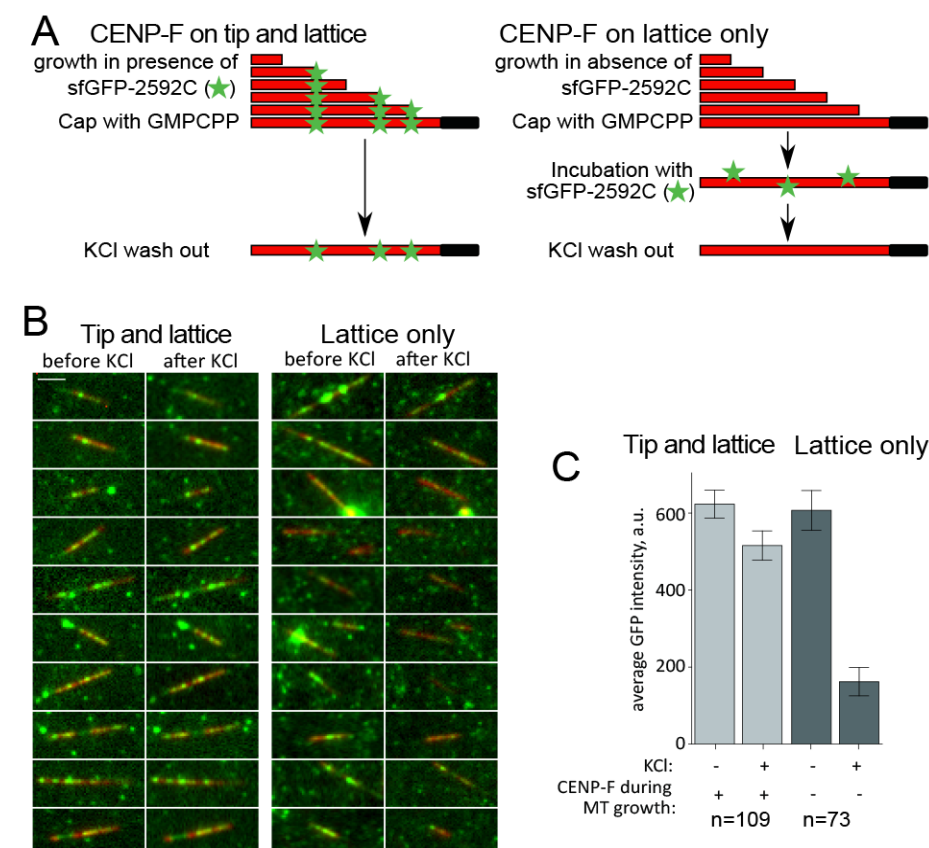 A
CENP-F on tip and lattice
growth in presence of
sfGFP-2592C (★)
Cap with GMPCPP
KCl wash out
CENP-F on lattice only
growth in absence of
sfGFP-2592C
Cap with GMPCPP
Incubation with
sfGFP-2592C (★)
KCl wash out
B
Tip and lattice
before KCl after KCl
Lattice only
before KCl after KCl
C
Tip and lattice Lattice only
average GFP intensity, a.u.
600
400
200
0
KCl: - + - +
CENP-F during
MT growth: + + - -
n=109 n=73